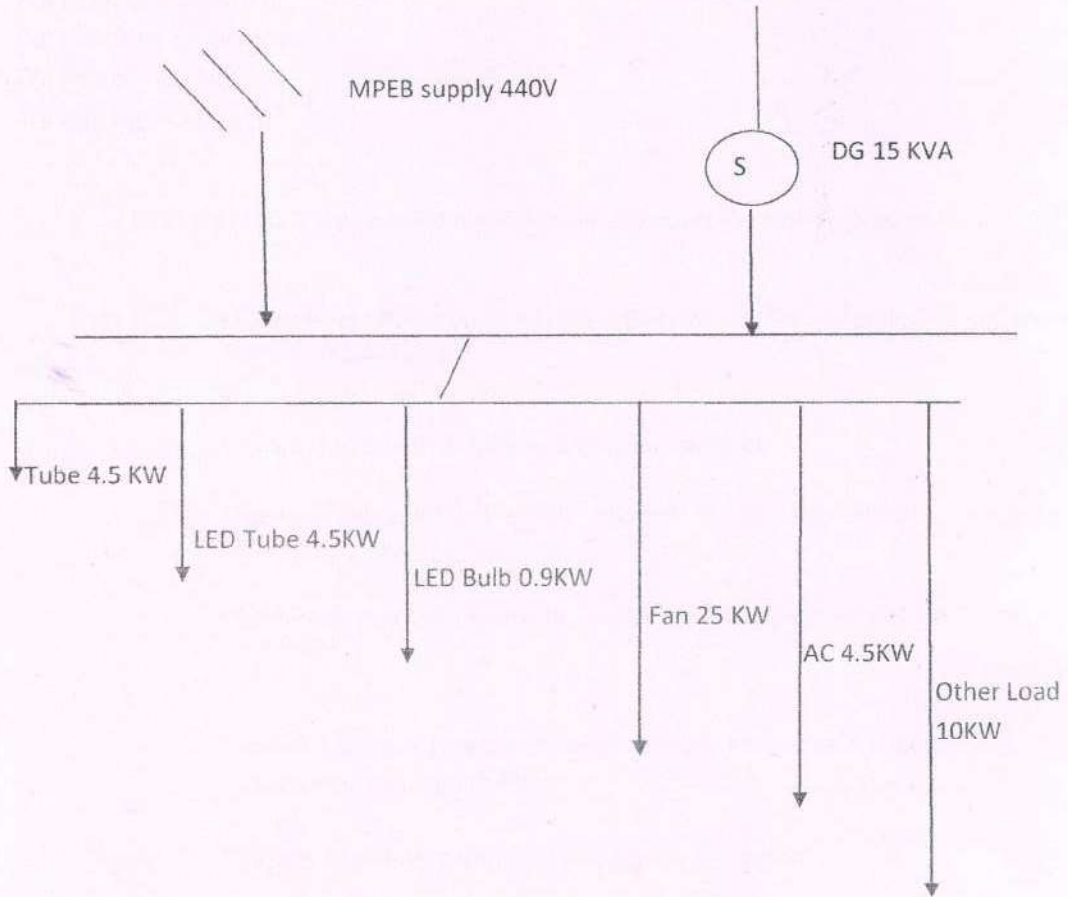 MPEB supply 440V
S
DG 15 KVA
Tube 4.5 KW
LED Tube 4.5KW
LED Bulb 0.9KW
Fan 25 KW
AC 4.5KW
Other Load
10KW